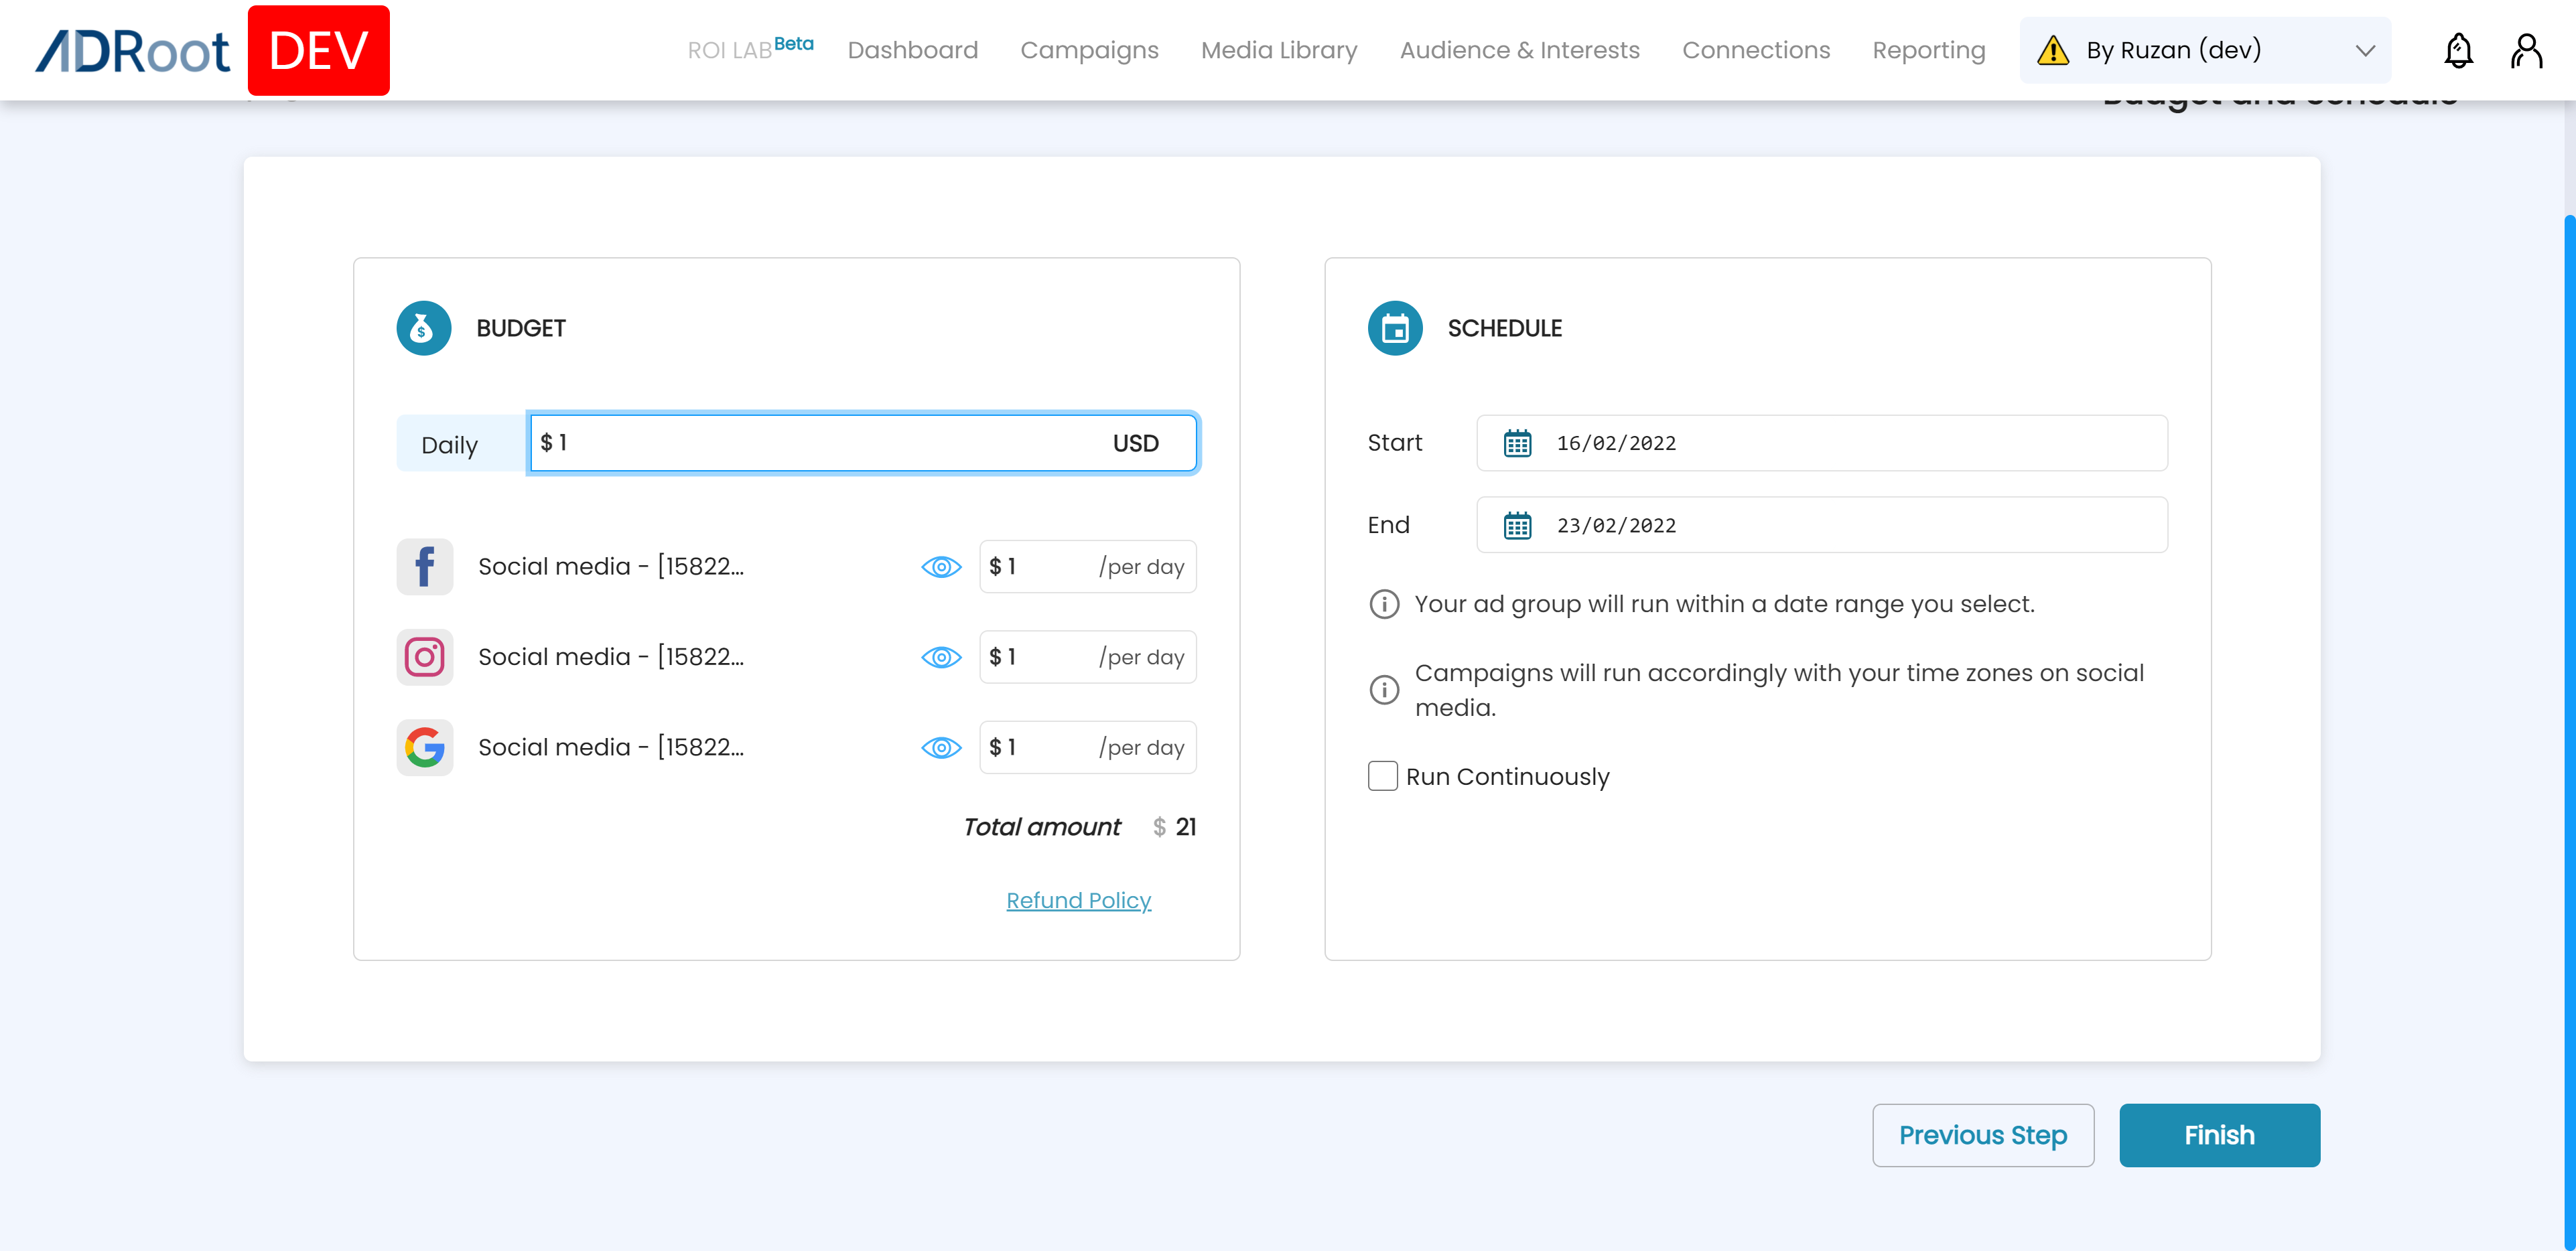 ADRoot DEV
ROI LAB Beta Dashboard Campaigns Media Library Audience & Interests Connections Reporting By Ruzan (dev)
Budget and Schedule
BUDGET
Daily $ 1 USD
Social media - [15822... $ 1 /per day
Social media - [15822... $ 1 /per day
Social media - [15822... $ 1 /per day
Total amount $ 21
Refund Policy
SCHEDULE
Start 16/02/2022
End 23/02/2022
Your ad group will run within a date range you select.
Campaigns will run accordingly with your time zones on social
media.
Run Continuously
Previous Step Finish